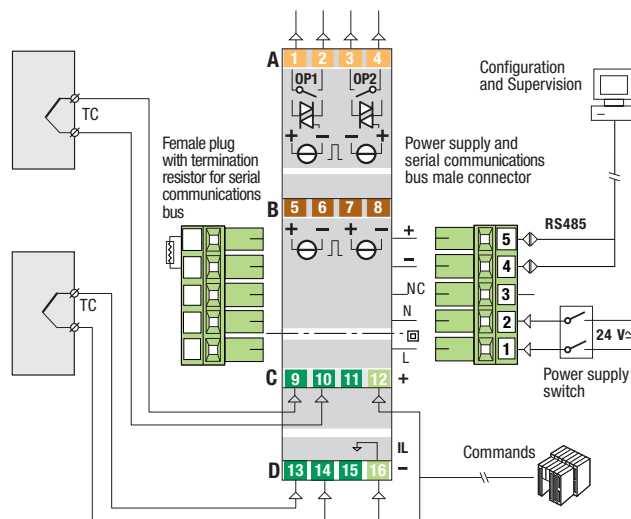 A
1 2 3 4
OP1 OP2
+ − + −
Configuration
and Supervision
TC
Female plug
with termination
resistor for serial
communications
bus
Power supply and
serial communications
bus male connector
B
5 6 7 8
+ − + −
+
−
NC
N
L
5
4
3
2
1
RS485
24 V~
Power supply
switch
TC
C
9 10 11 12 +
IL
D
13 14 15 16 −
Commands